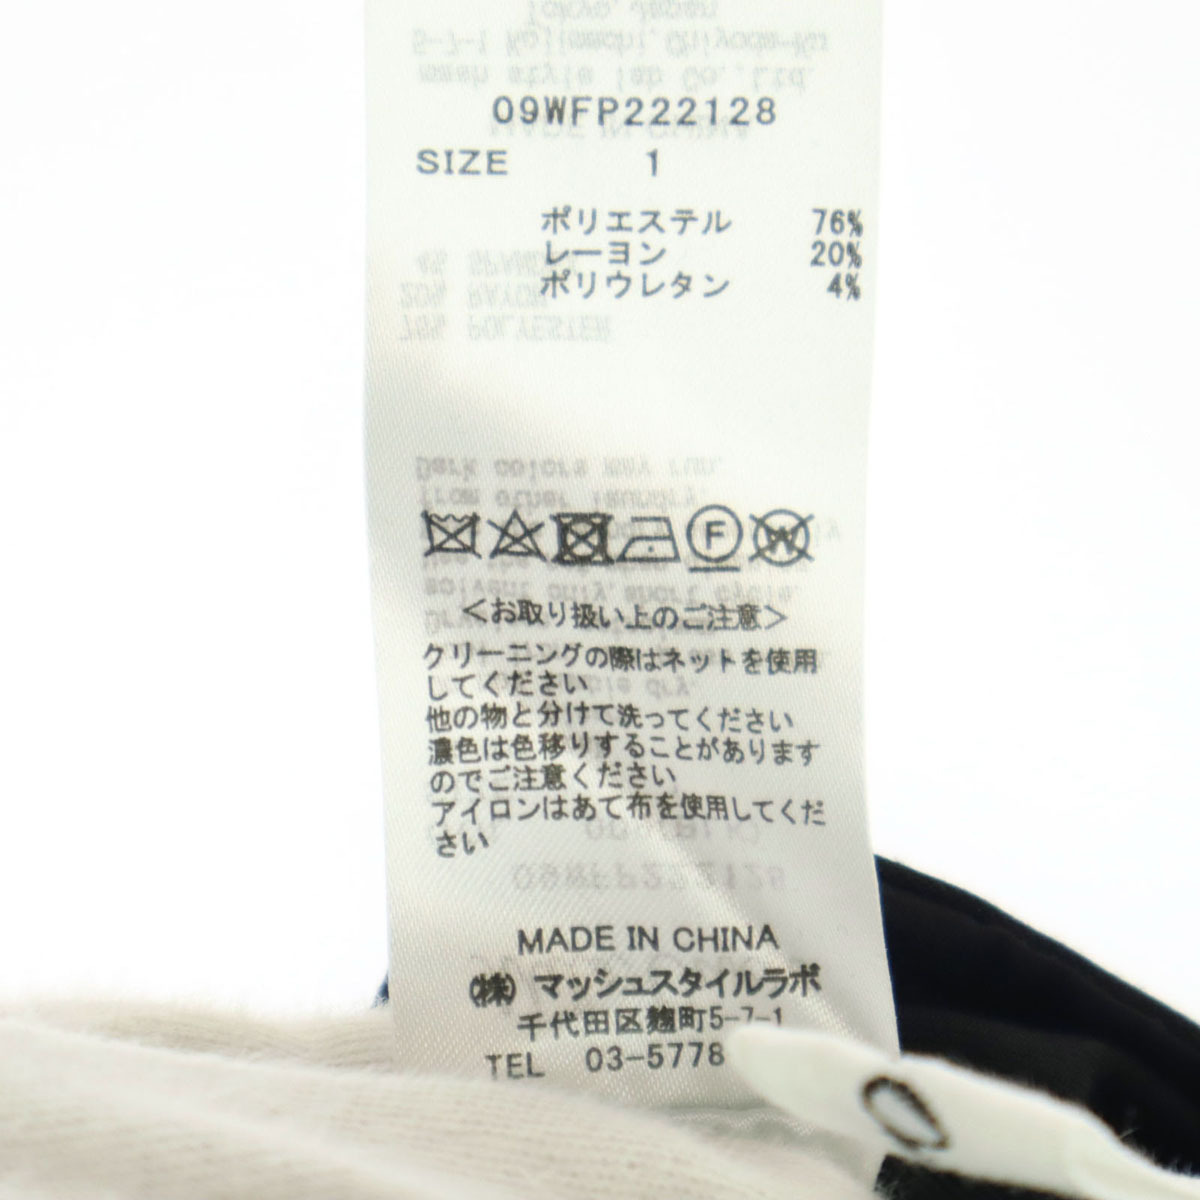 09WFP222128
SIZE 1
ポリエステル 76%
レーヨン 20%
ポリウレタン 4%
F W
<お取り扱い上のご注意>
クリーニングの際はネットを使用
してください
他の物と分けて洗ってください
濃色は色移りすることがあります
のでご注意ください
アイロンはあて布を使用してくだ
さい
MADE IN CHINA
(株) マッシュスタイルラボ
千代田区麹町5-7-1
TEL 03-5778